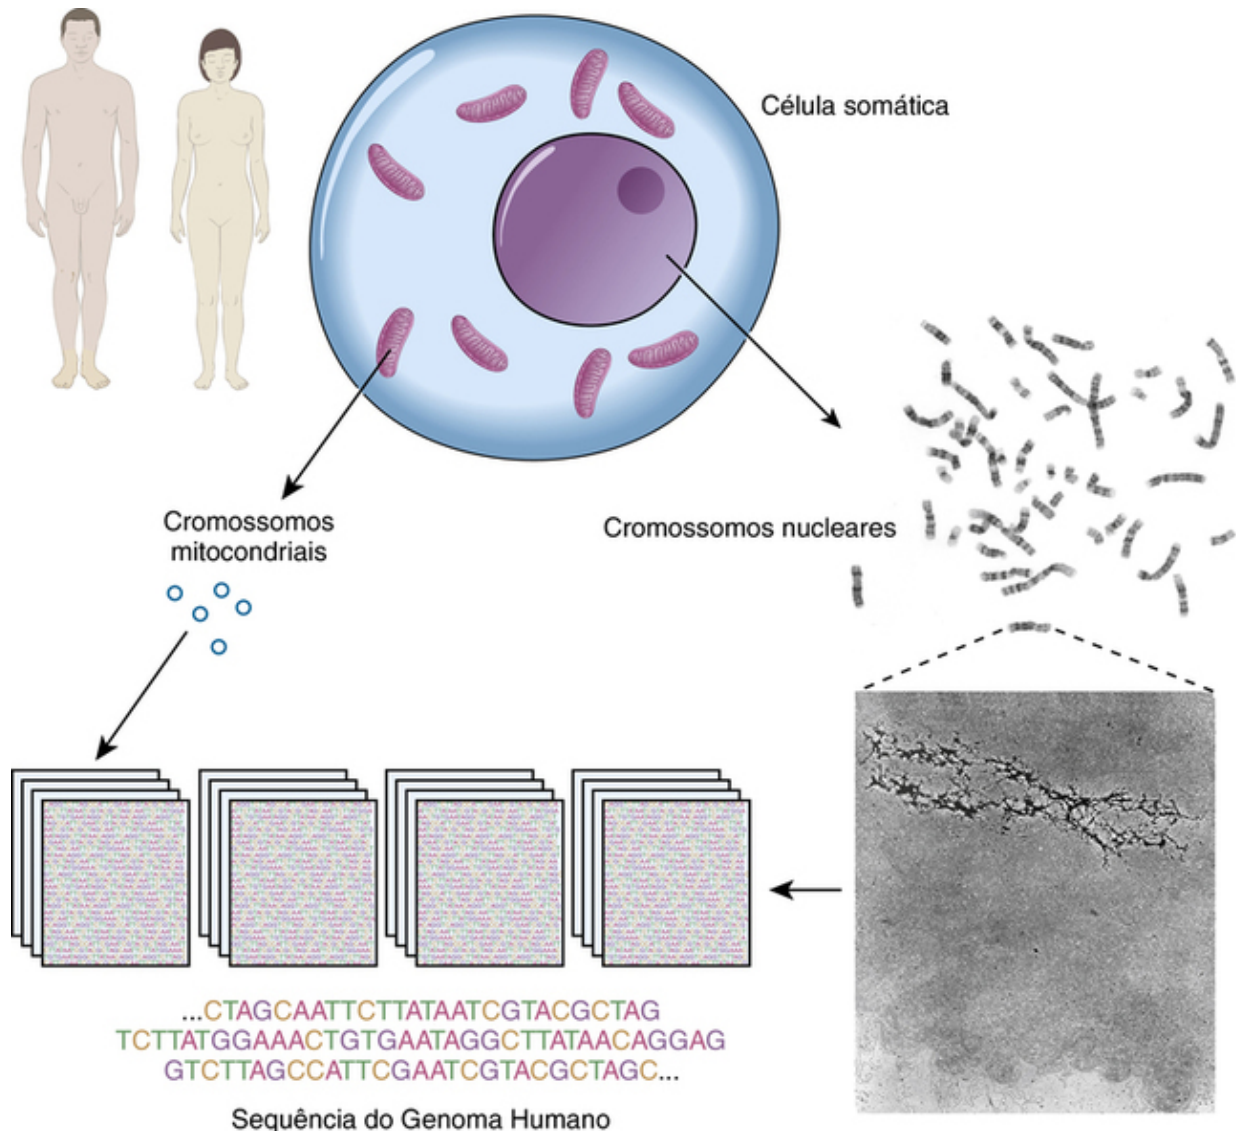 Célula somática
Cromossomos
mitocondriais
Cromossomos nucleares
...CTAGCAATTCTTATAATCGTACGCTAG
TCTTATGGAAACTGTGAATAGGCTTATAACAGGAG
GTCTTAGCCATTCGAATCGTACGCTAGC...
Sequência do Genoma Humano